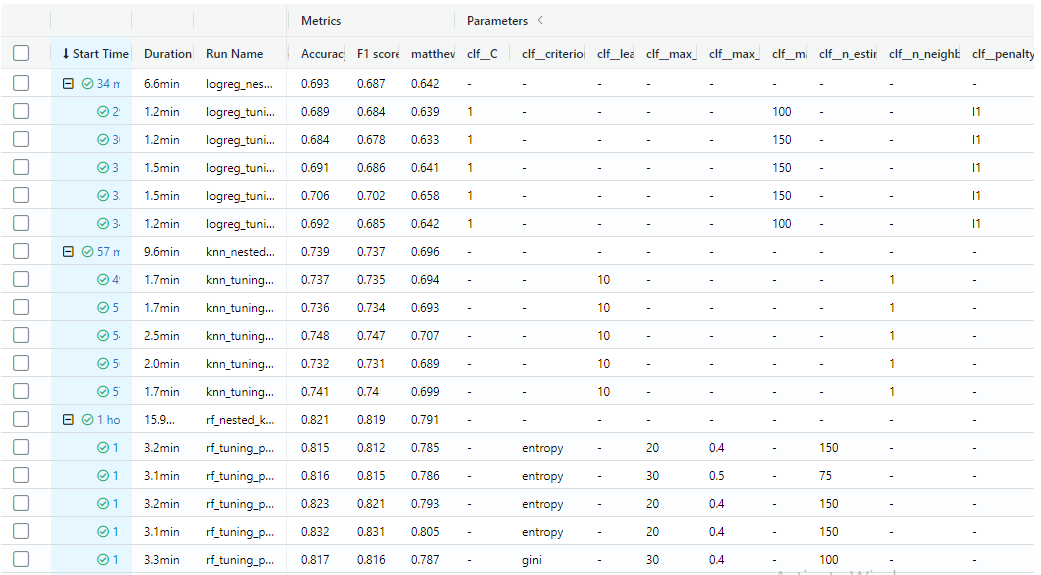 Metrics Parameters
Start Time Duration Run Name Accurac F1 score matthew clf__C clf__criterio clf__lea clf__max_ clf__max_ clf__m clf__n_esti clf__n_neighb clf__penalty
34 m 6.6min logreg_nes... 0.693 0.687 0.642 - - - - - - - - -
2 1.2min logreg_tuni... 0.689 0.684 0.639 1 - - - - 100 - - l1
3 1.2min logreg_tuni... 0.684 0.678 0.633 1 - - - - 150 - - l1
3 1.5min logreg_tuni... 0.691 0.686 0.641 1 - - - - 150 - - l1
3 1.5min logreg_tuni... 0.706 0.702 0.658 1 - - - - 150 - - l1
3 1.2min logreg_tuni... 0.692 0.685 0.642 1 - - - - 100 - - l1
57 m 9.6min knn_nested... 0.739 0.737 0.696 - - - - - - - - -
4 1.7min knn_tuning... 0.737 0.735 0.694 - - 10 - - - - 1 -
5 1.7min knn_tuning... 0.736 0.734 0.693 - - 10 - - - - 1 -
5 2.5min knn_tuning... 0.748 0.747 0.707 - - 10 - - - - 1 -
5 2.0min knn_tuning... 0.732 0.731 0.689 - - 10 - - - - 1 -
5 1.7min knn_tuning... 0.741 0.74 0.699 - - 10 - - - - 1 -
1 ho 15.9... rf_nested_k... 0.821 0.819 0.791 - - - - - - - - -
1 3.2min rf_tuning_p... 0.815 0.812 0.785 - entropy - 20 0.4 - 150 - -
1 3.1min rf_tuning_p... 0.816 0.815 0.786 - entropy - 30 0.5 - 75 - -
1 3.2min rf_tuning_p... 0.823 0.821 0.793 - entropy - 20 0.4 - 150 - -
1 3.1min rf_tuning_p... 0.832 0.831 0.805 - entropy - 20 0.4 - 150 - -
1 3.3min rf_tuning_p... 0.817 0.816 0.787 - gini - 30 0.4 - 100 - -